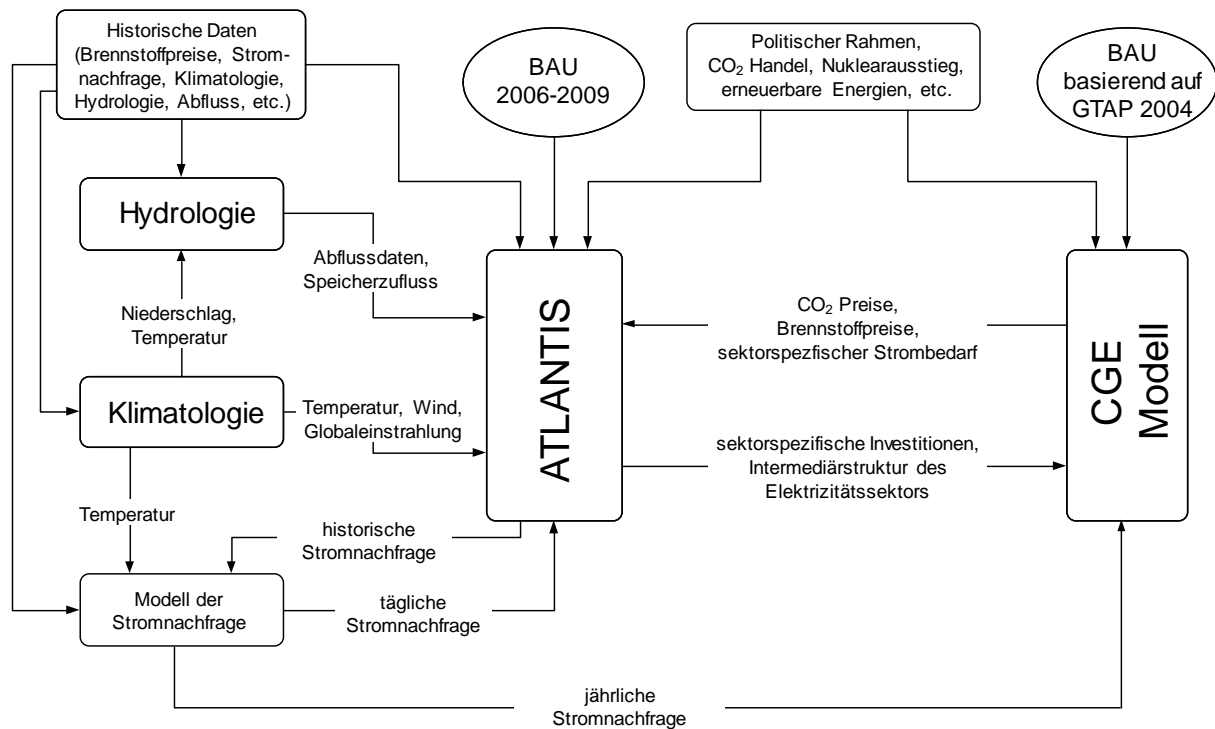 Historische Daten
(Brennstoffpreise, Strom-
nachfrage, Klimatologie,
Hydrologie, Abfluss, etc.)
BAU
2006-2009
Politischer Rahmen,
CO₂ Handel, Nuklearausstieg,
erneuerbare Energien, etc.
BAU
basierend auf
GTAP 2004
Hydrologie
Abflussdaten,
Speicherzufluss
Niederschlag,
Temperatur
Klimatologie
Temperatur, Wind,
Globaleinstrahlung
Temperatur
ATLANTIS
CO₂ Preise,
Brennstoffpreise,
sektorspezfischer Strombedarf
sektorspezifische Investitionen,
Intermediärstruktur des
Elektrizitätssektors
CGE
Modell
historische
Stromnachfrage
Modell der
Stromnachfrage
tägliche
Stromnachfrage
jährliche
Stromnachfrage